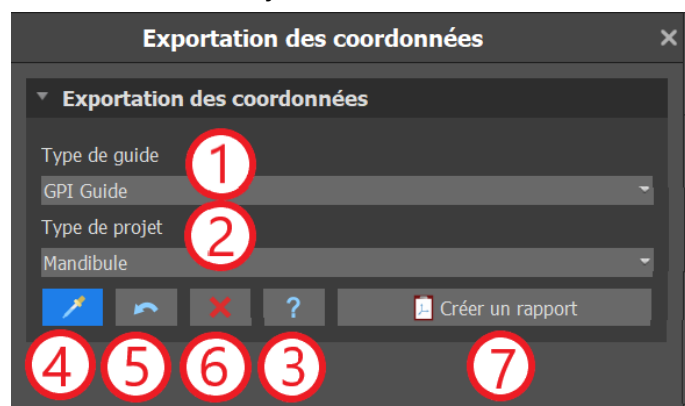 Exportation des coordonnées
Exportation des coordonnées
Type de guide
1
GPI Guide
Type de projet
2
Mandibule
? Créer un rapport
4 5 6 3 7